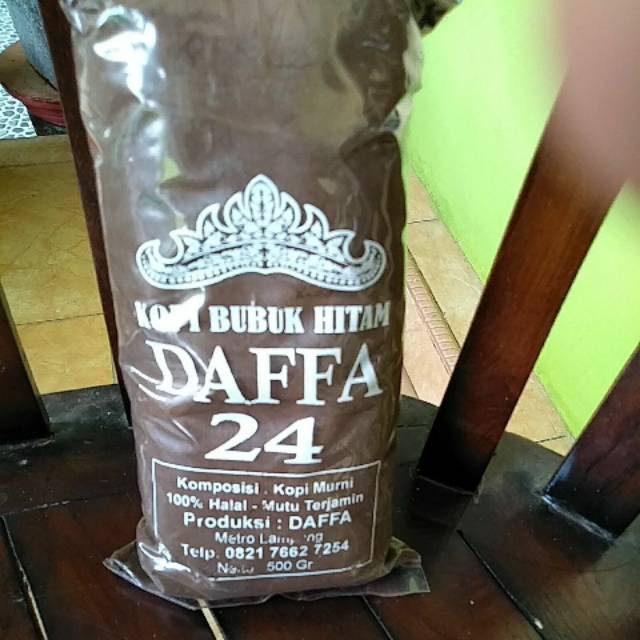 KOPI BUBUK HITAM
DAFFA
24
Komposisi : Kopi Murni
100% Halal - Mutu Terjamin
Produksi : DAFFA
Metro
Telp. 0821 7662 7254
500 Gr